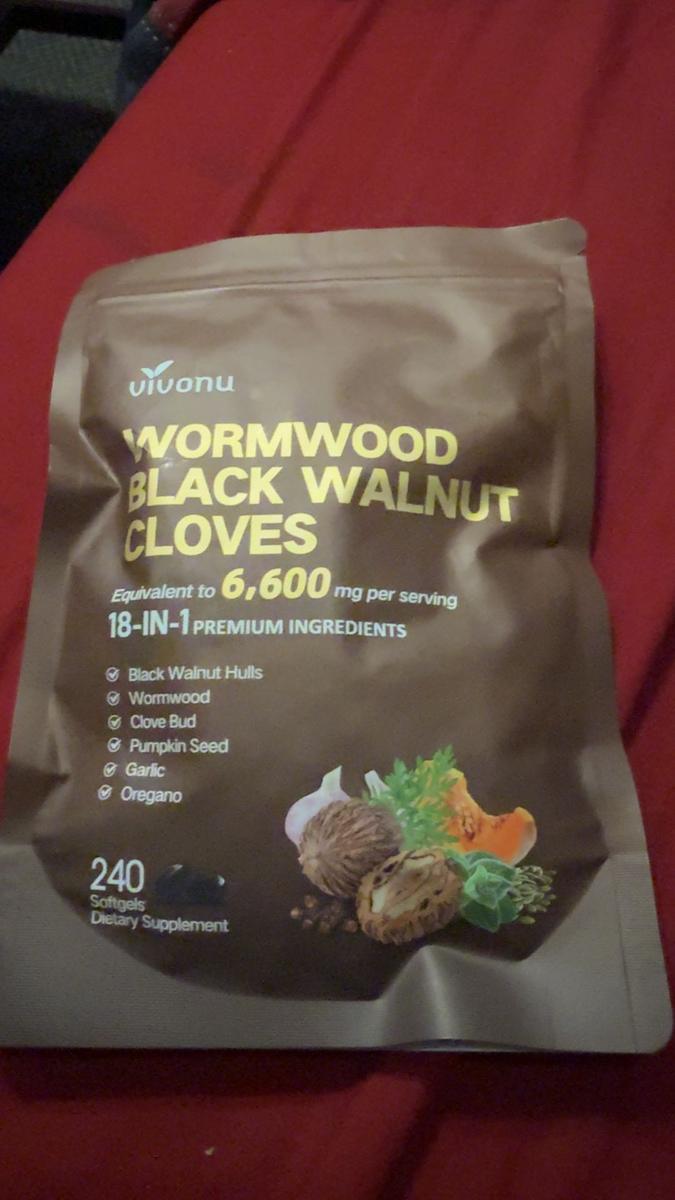 vivonu
WORMWOOD
BLACK WALNUT
CLOVES
Equivalent to 6,600 mg per serving
18-IN-1 PREMIUM INGREDIENTS
Black Walnut Hulls
Wormwood
Clove Bud
Pumpkin Seed
Garlic
Oregano
240
Softgels
Dietary Supplement